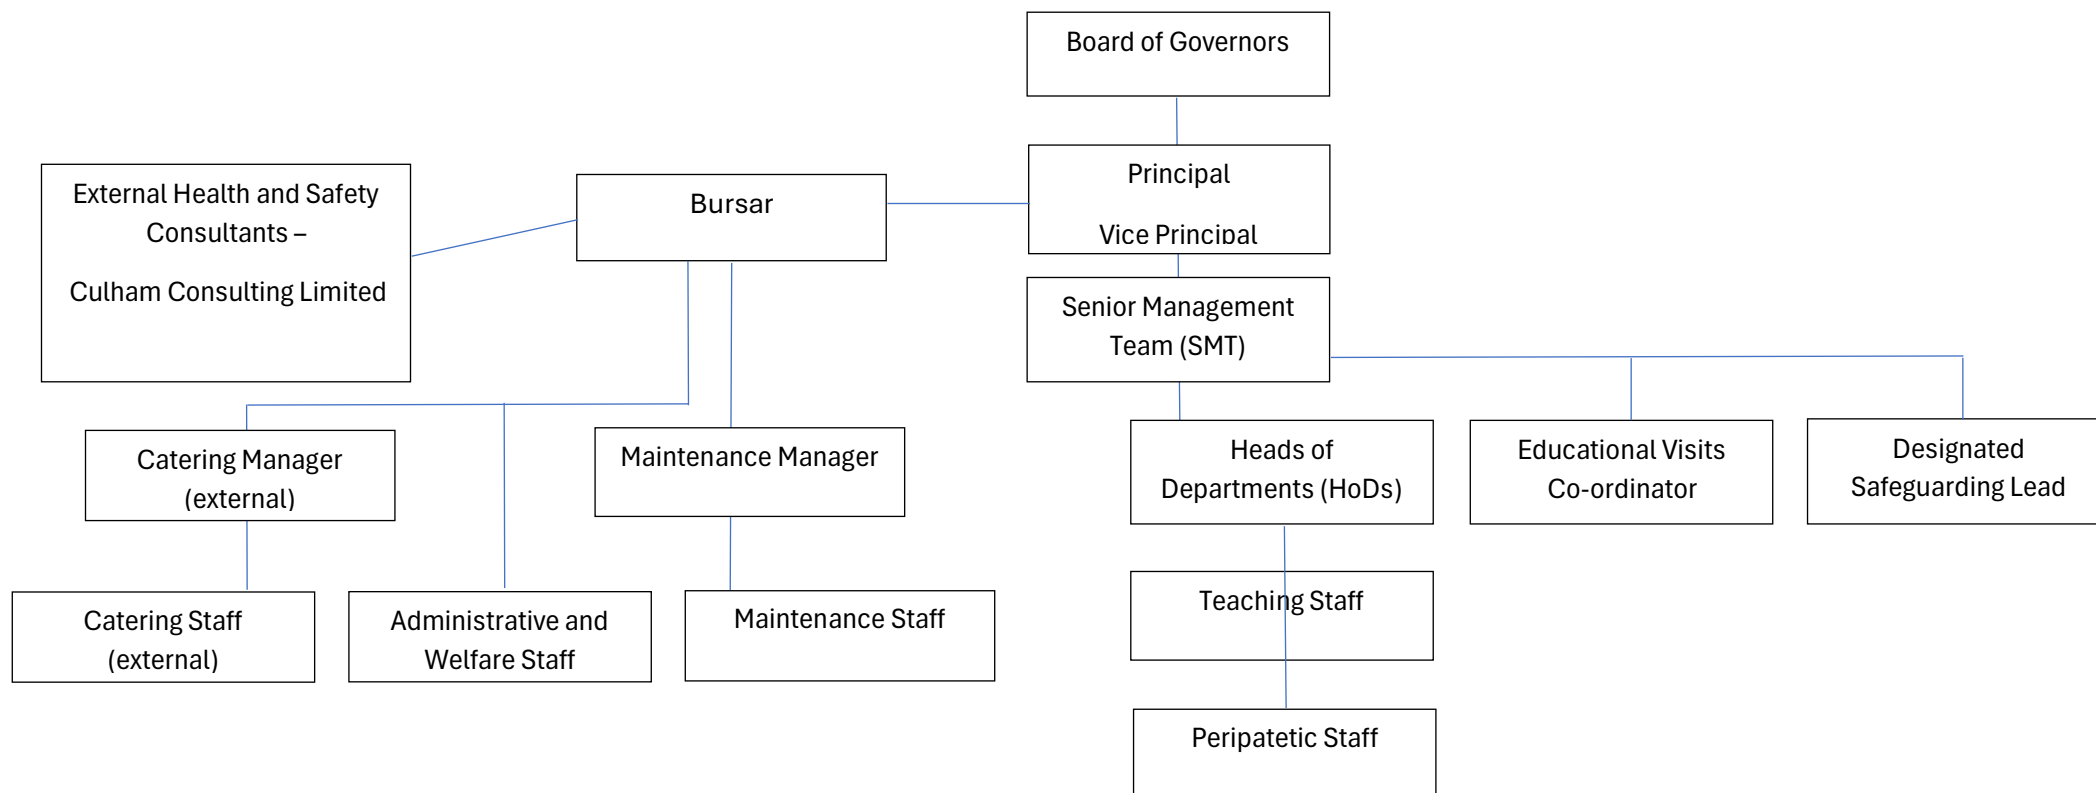 Board of Governors
Principal
Vice Principal
External Health and Safety
Consultants –
Culham Consulting Limited
Bursar
Senior Management
Team (SMT)
Catering Manager
(external)
Maintenance Manager
Heads of
Departments (HoDs)
Educational Visits
Co-ordinator
Designated
Safeguarding Lead
Catering Staff
(external)
Administrative and
Welfare Staff
Maintenance Staff
Teaching Staff
Peripatetic Staff